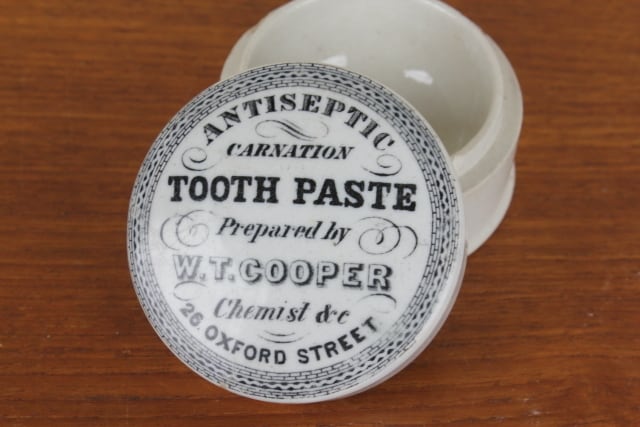 ANTISEPTIC
CARNATION
TOOTH PASTE
Prepared by
W.T. COOPER
Chemist &c
26, OXFORD STREET